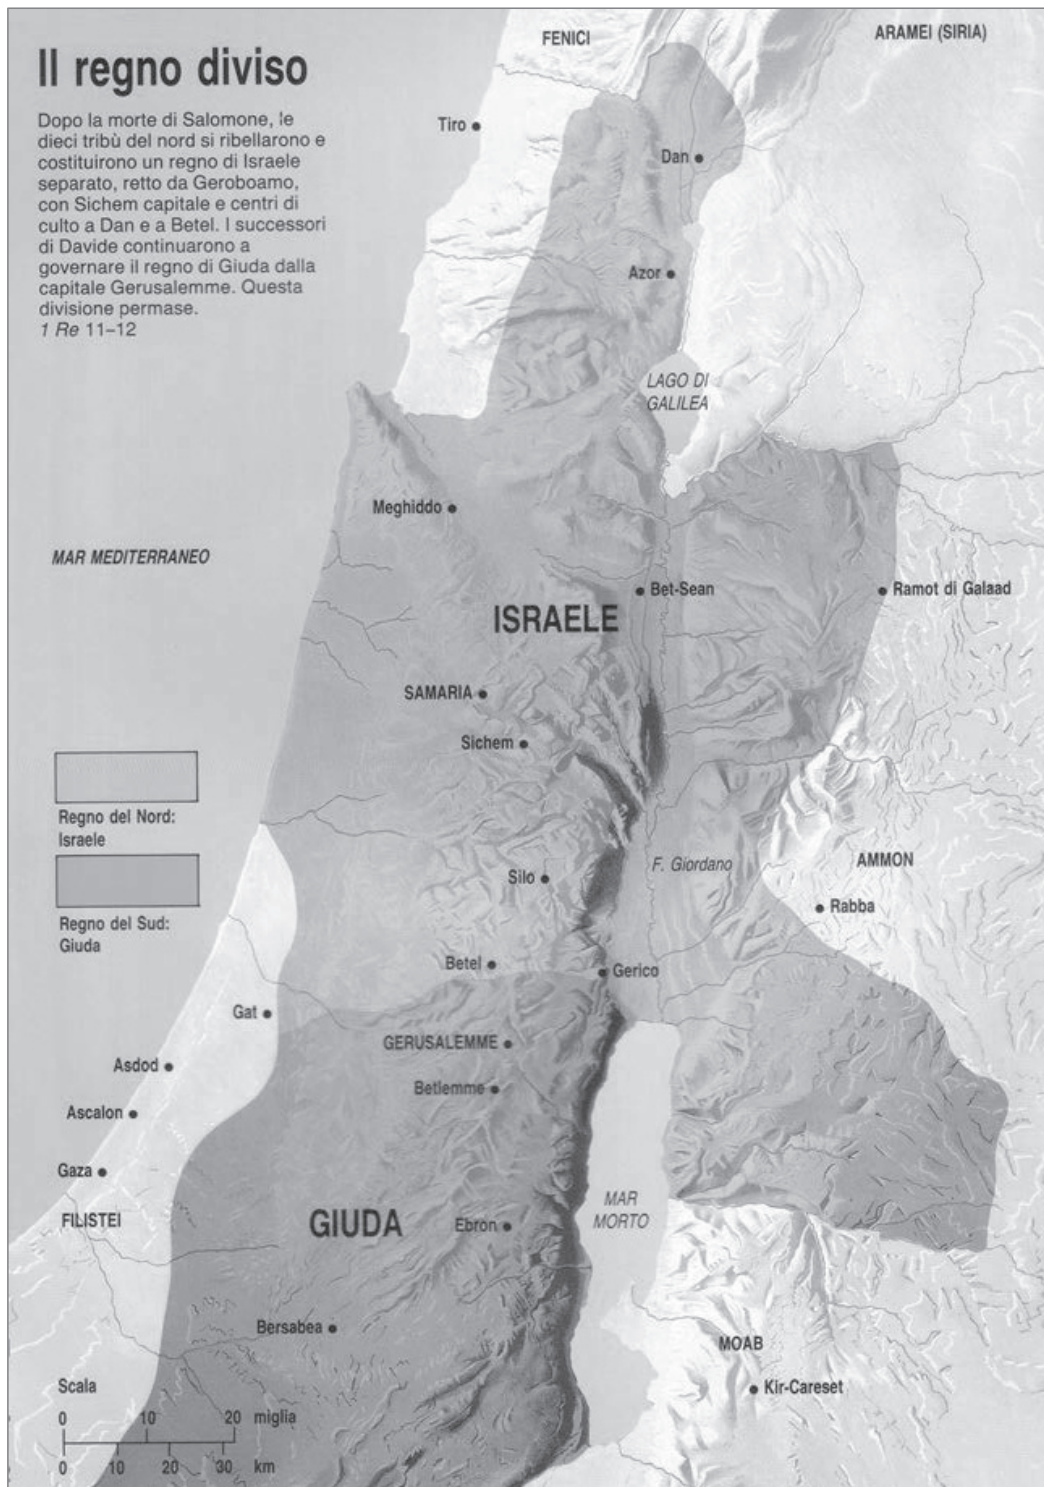 Il regno diviso
Dopo la morte di Salomone, le
dieci tribù del nord si ribellarono e
costituirono un regno di Israele
separato, retto da Geroboamo,
con Sichem capitale e centri di
culto a Dan e a Betel. I successori
di Davide continuarono a
governare il regno di Giuda dalla
capitale Gerusalemme. Questa
divisione permase.
1 Re 11–12
FENICI
ARAMEI (SIRIA)
Tiro
Dan
Azor
LAGO DI
GALILEA
Meghiddo
MAR MEDITERRANEO
Bet-Sean
Ramot di Galaad
ISRAELE
SAMARIA
Sichem
Regno del Nord:
Israele
F. Giordano
AMMON
Silo
Rabba
Regno del Sud:
Giuda
Betel
Gerico
Gat
GERUSALEMME
Asdod
Betlemme
Ascalon
Gaza
FILISTEI
GIUDA
Ebron
MAR
MORTO
Bersabea
MOAB
Kir-Careset
Scala
0 10 20 miglia
0 10 20 30 km